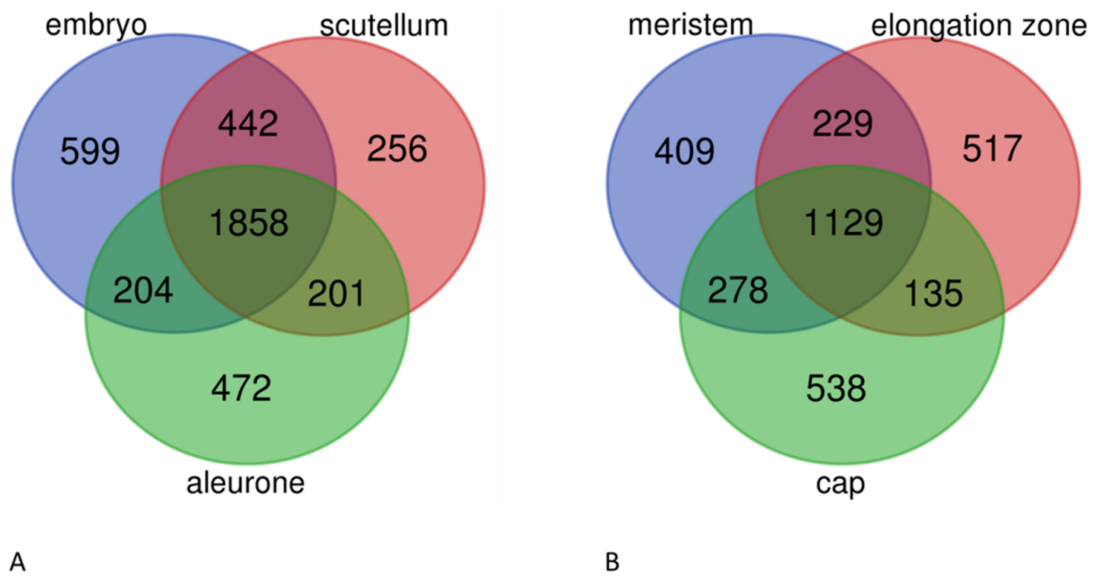 embryo
scutellum
442
599
256
1858
204
201
472
aleurone
A
meristem
elongation zone
229
409
517
1129
278
135
538
cap
B